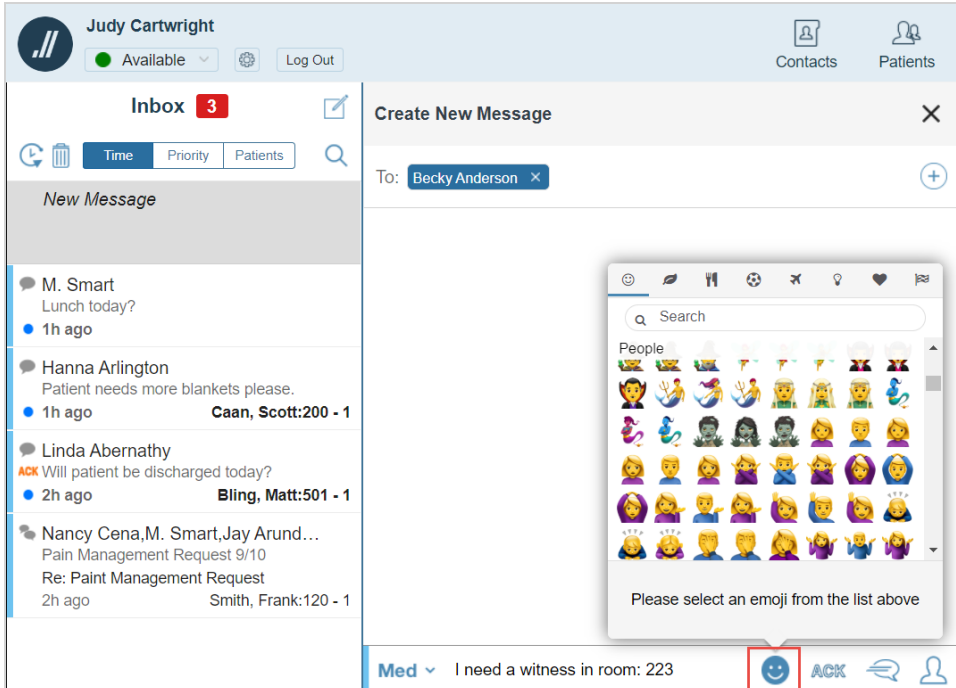 Judy Cartwright
Available
Log Out
Contacts
Patients
Inbox 3
Time Priority Patients
New Message
M. Smart
Lunch today?
1h ago
Hanna Arlington
Patient needs more blankets please.
1h ago Caan, Scott:200 - 1
Linda Abernathy
ACK Will patient be discharged today?
2h ago Bling, Matt:501 - 1
Nancy Cena,M. Smart,Jay Arund…
Pain Management Request 9/10
Re: Paint Management Request
2h ago Smith, Frank:120 - 1
Create New Message
To: Becky Anderson ×
Search
People
Please select an emoji from the list above
Med I need a witness in room: 223 ACK